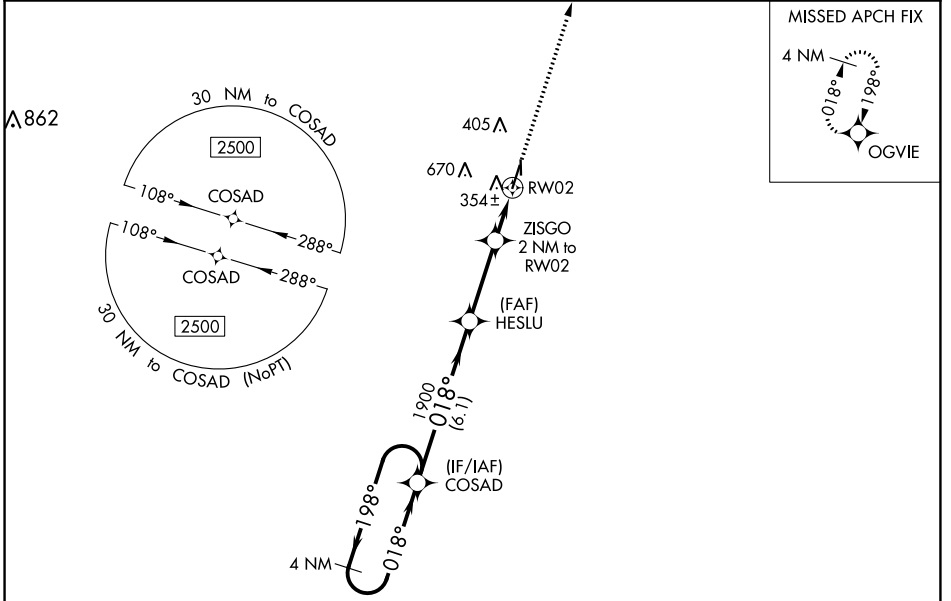 MISSED APCH FIX
4 NM
018°
198°
OGVIE
862
30 NM to COSAD
2500
COSAD
108°
288°
108°
288°
COSAD
2500
30 NM to COSAD (NoPT)
405
670
354±
RW02
ZISGO
2 NM to
RW02
(FAF)
HESLU
1900
018°
(6.1)
(IF/IAF)
COSAD
198°
018°
4 NM